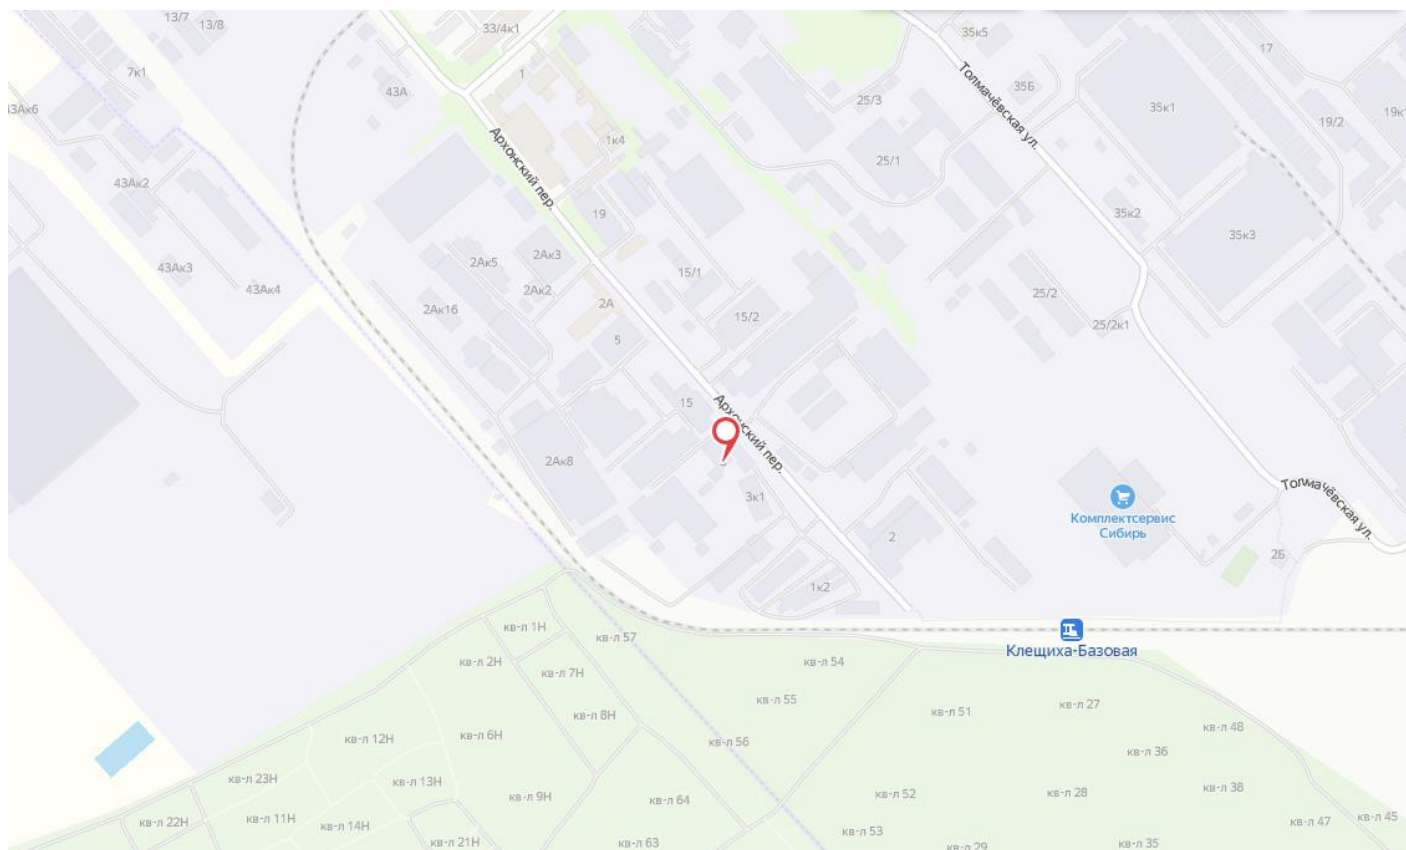 13/7
13/8
33/4к1
35к5
17
7к1
1
43А
35Б
25/3
35к1
43Ак6
Толмачёвская ул.
19/2
Архонский пер.
1к4
25/1
43Ак2
19
35к2
35к3
2Ак5
2Ак3
43Ак3
15/1
43Ак4
2Ак2
25/2
2Ак16
2А
15/2
25/2к1
5
15
Архонский пер.
2Ак8
3к1
Толмачёвская ул.
Комплектсервис
Сибирь
2
2Б
1к2
кв-л 1Н
кв-л 57
Клещиха-Базовая
кв-л 2Н
кв-л 54
кв-л 7Н
кв-л 55
кв-л 27
кв-л 8Н
кв-л 51
кв-л 48
кв-л 12Н
кв-л 6Н
кв-л 56
кв-л 36
кв-л 23Н
кв-л 13Н
кв-л 9Н
кв-л 64
кв-л 52
кв-л 28
кв-л 38
кв-л 22Н
кв-л 11Н
кв-л 14Н
кв-л 47
кв-л 45
кв-л 53
кв-л 21Н
кв-л 63
кв-л 29
кв-л 35